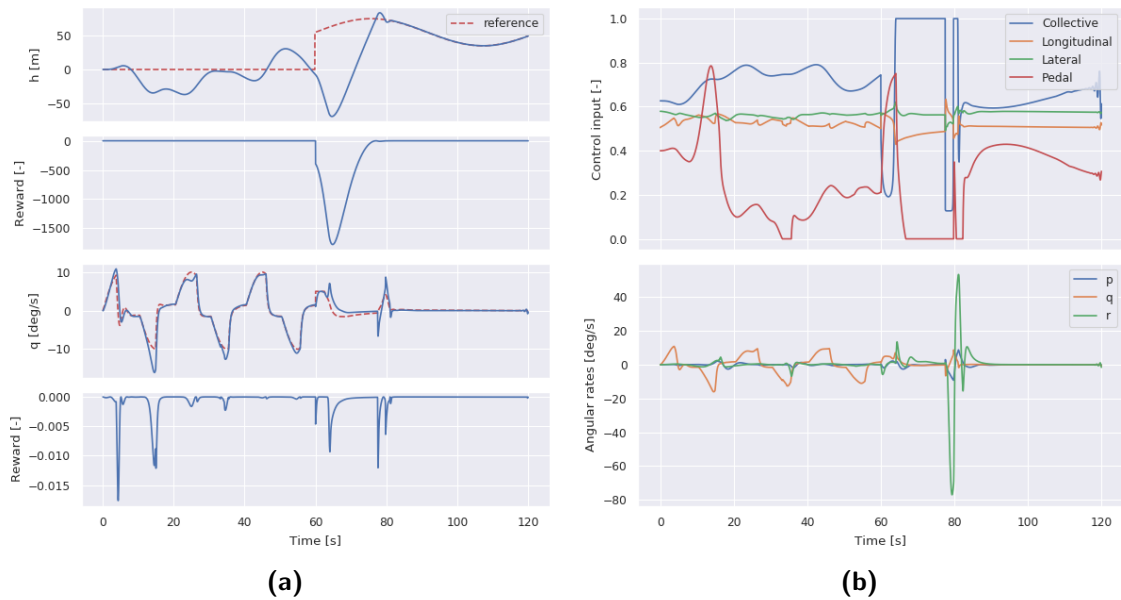 50
0
−50
h [m]
reference
0
−500
−1000
−1500
Reward [-]
10
0
−10
q [deg/s]
0.000
−0.005
−0.010
−0.015
Reward [-]
0 20 40 60 80 100 120
Time [s]
(a)
1.0
0.8
0.6
0.4
0.2
0.0
Control input [-]
Collective
Longitudinal
Lateral
Pedal
40
20
0
−20
−40
−60
−80
Angular rates [deg/s]
p
q
r
0 20 40 60 80 100 120
Time [s]
(b)